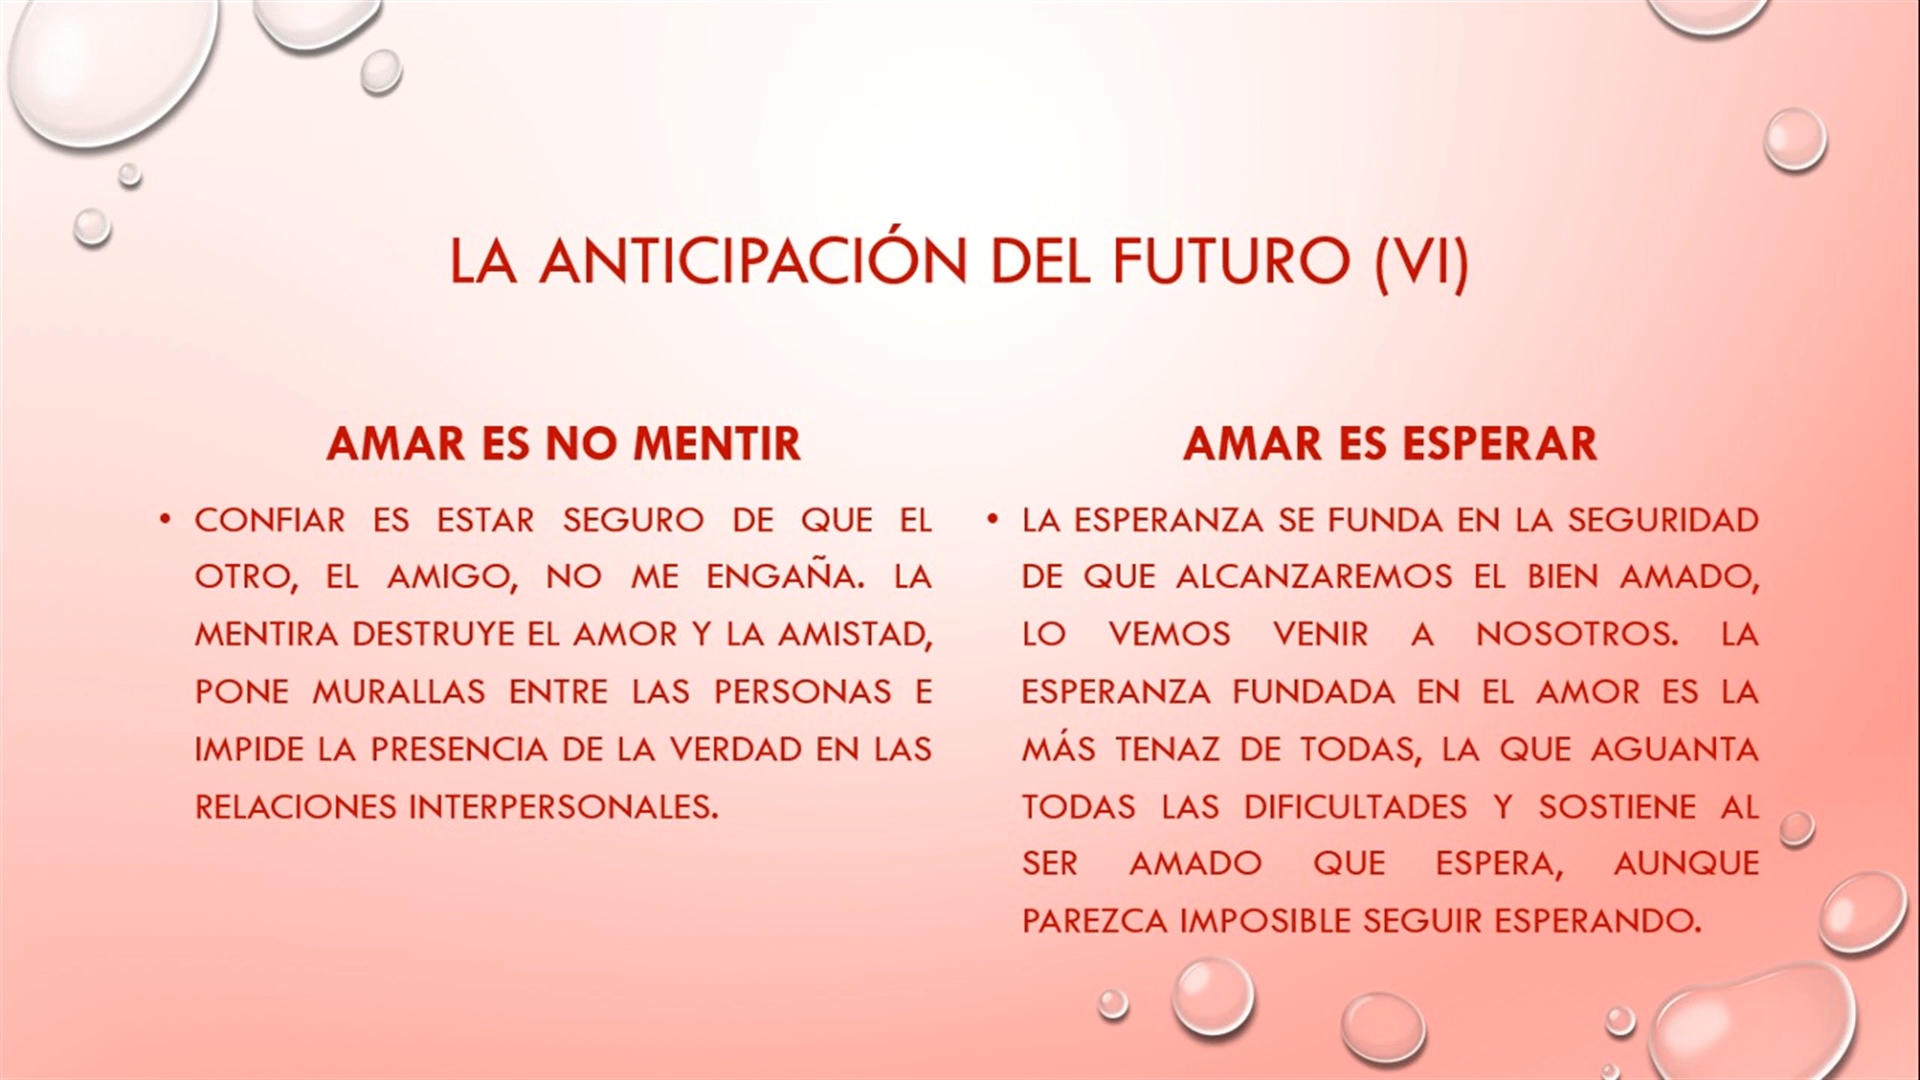 LA ANTICIPACIÓN DEL FUTURO (VI)
AMAR ES NO MENTIR
• CONFIAR ES ESTAR SEGURO DE QUE EL
OTRO, EL AMIGO, NO ME ENGAÑA. LA
MENTIRA DESTRUYE EL AMOR Y LA AMISTAD,
PONE MURALLAS ENTRE LAS PERSONAS E
IMPIDE LA PRESENCIA DE LA VERDAD EN LAS
RELACIONES INTERPERSONALES.
AMAR ES ESPERAR
• LA ESPERANZA SE FUNDA EN LA SEGURIDAD
DE QUE ALCANZAREMOS EL BIEN AMADO,
LO VEMOS VENIR A NOSOTROS. LA
ESPERANZA FUNDADA EN EL AMOR ES LA
MÁS TENAZ DE TODAS, LA QUE AGUANTA
TODAS LAS DIFICULTADES Y SOSTIENE AL
SER AMADO QUE ESPERA, AUNQUE
PAREZCA IMPOSIBLE SEGUIR ESPERANDO.